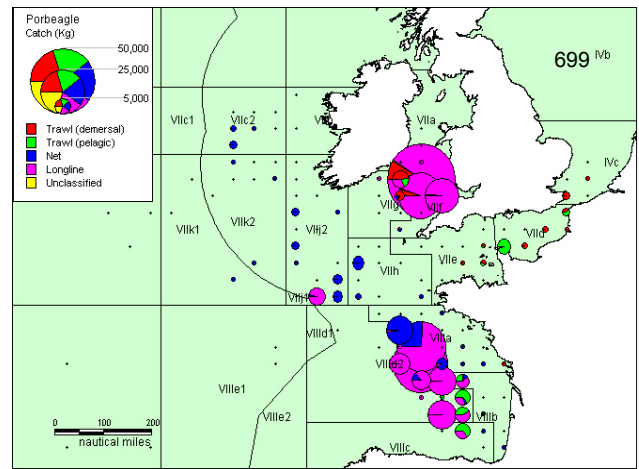 Porbeagle
Catch (Kg)
50,000
25,000
5,000
Trawl (demersal)
Trawl (pelagic)
Net
Longline
Unclassified
699 IVb
VIIc1
VIIc2
VIIa
IVc
VIIg
VIIf
VIIk1
VIIk2
VIIj2
VIId
VIIe
VIIh
VIIj1
VIIId1
VIIIa
VIIId2
VIIIe1
VIIIe2
VIIIb
VIIIc
0 50 100 200
nautical miles